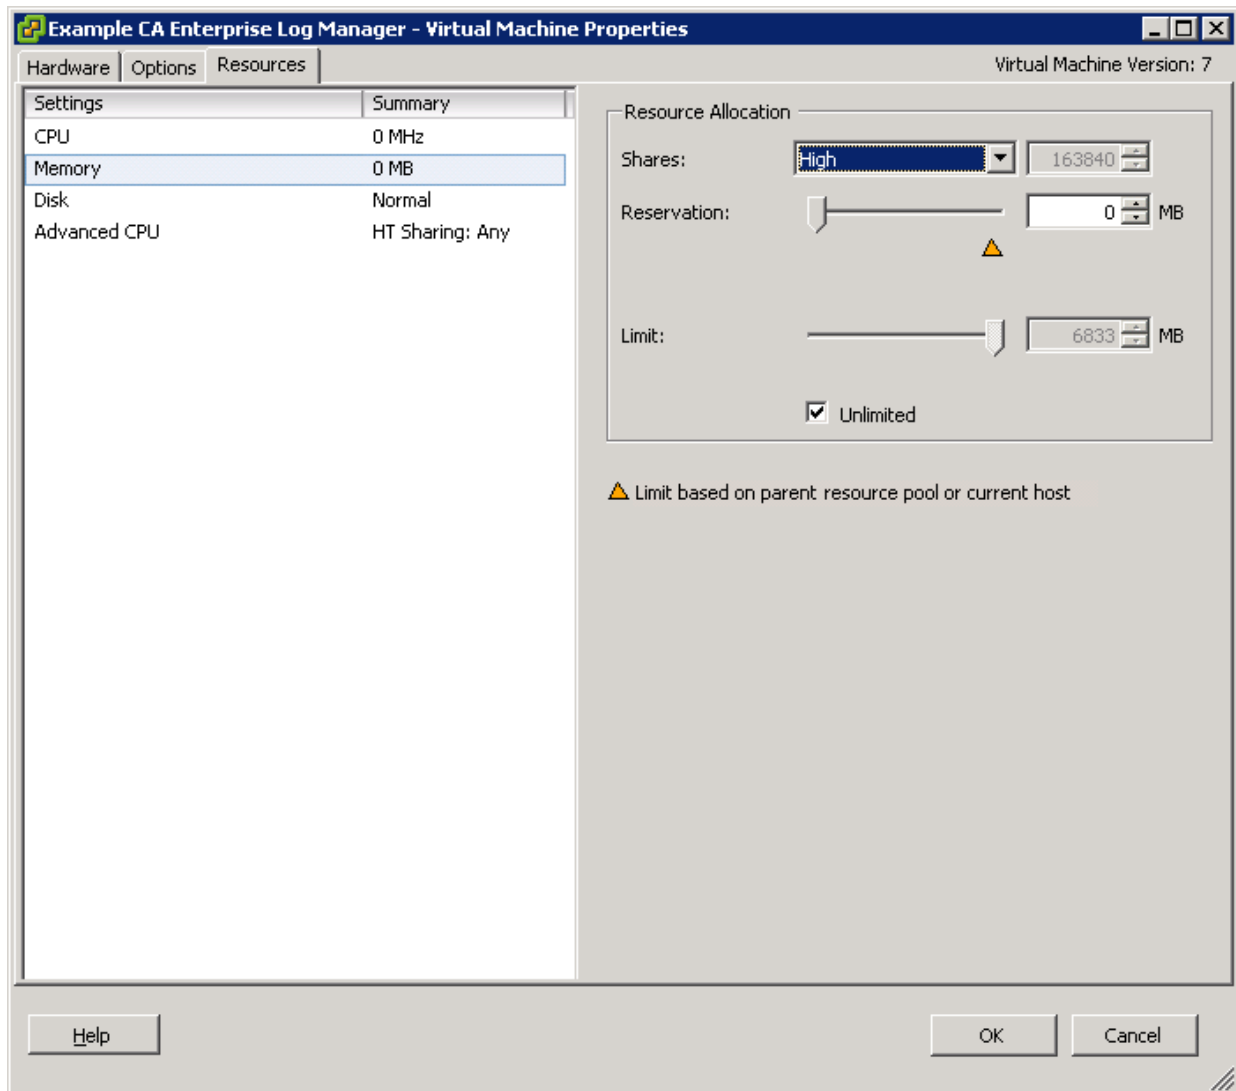 Example CA Enterprise Log Manager - Virtual Machine Properties
Hardware Options Resources Virtual Machine Version: 7
Settings Summary
CPU 0 MHz
Memory 0 MB
Disk Normal
Advanced CPU HT Sharing: Any
Resource Allocation
Shares: High 163840
Reservation: 0 MB
Limit: 6833 MB
Unlimited
Limit based on parent resource pool or current host
Help OK Cancel